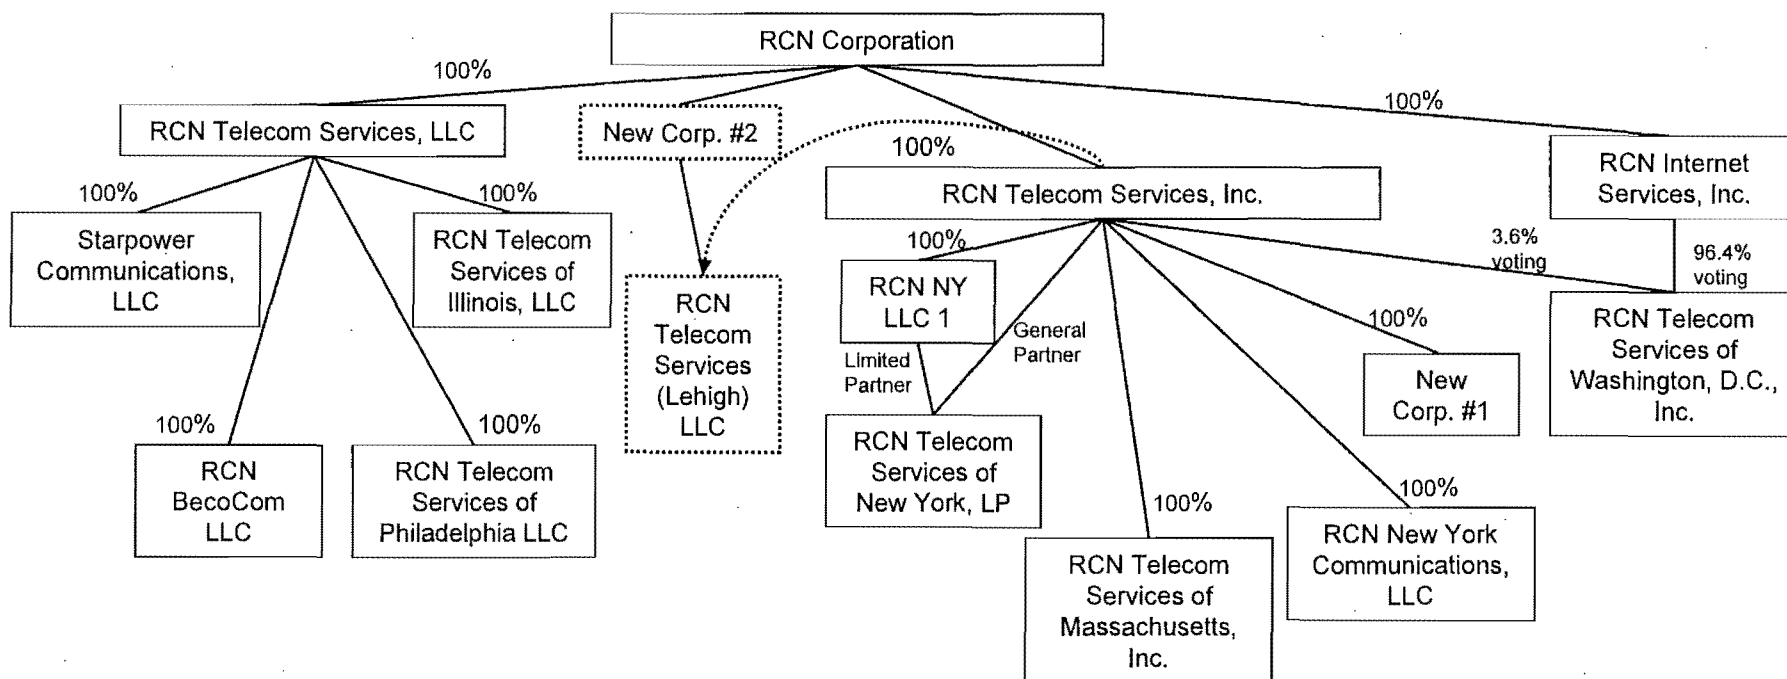 RCN Corporation
100%
100%
RCN Telecom Services, LLC
New Corp. #2
100%
RCN Internet
Services, Inc.
RCN Telecom Services, Inc.
100%
100%
Starpower
Communications,
LLC
RCN Telecom
Services of
Illinois, LLC
100%
3.6%
voting
96.4%
voting
RCN
Telecom
Services
(Lehigh)
LLC
RCN NY
LLC 1
General
Partner
Limited
Partner
100%
RCN Telecom
Services of
Washington, D.C.,
Inc.
New
Corp. #1
100%
100%
RCN
BecoCom
LLC
RCN Telecom
Services of
Philadelphia LLC
RCN Telecom
Services of
New York, LP
100%
100%
RCN Telecom
Services of
Massachusetts,
Inc.
RCN New York
Communications,
LLC